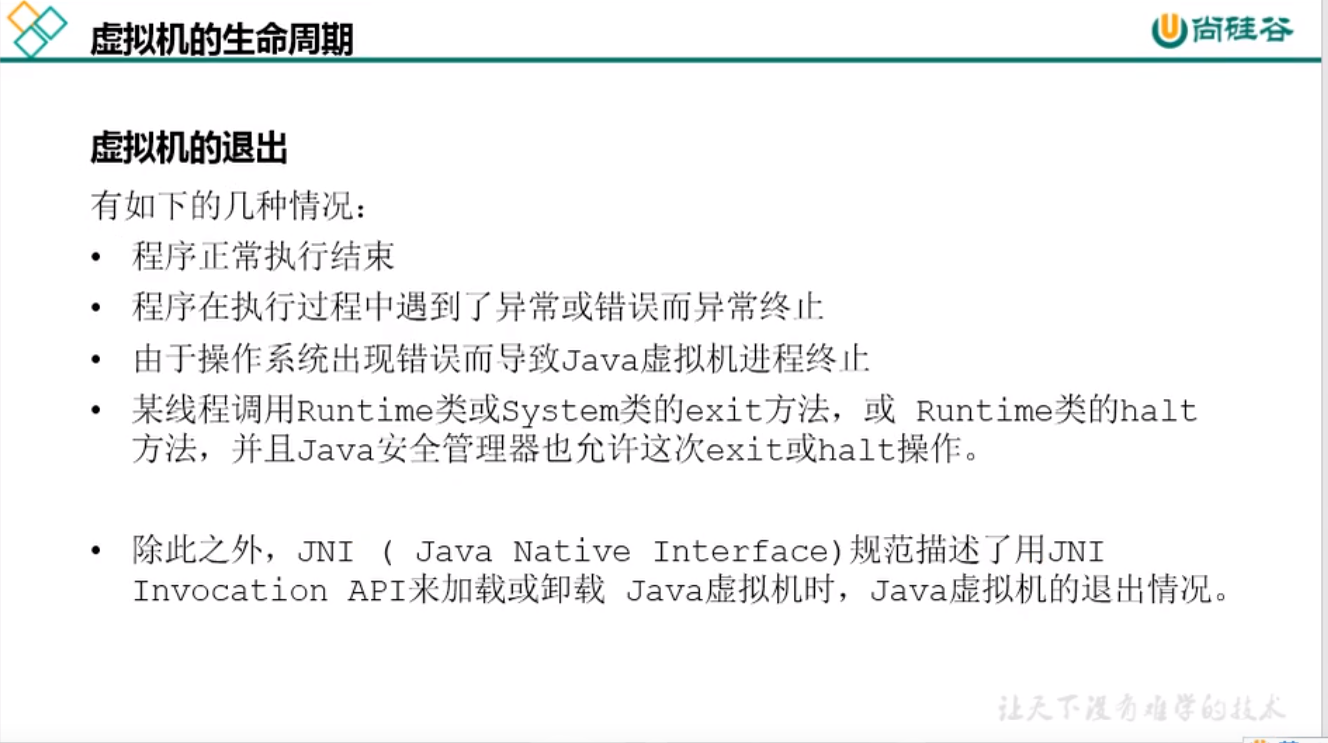 虚拟机的生命周期
尚硅谷
虚拟机的退出
有如下的几种情况：
• 程序正常执行结束
• 程序在执行过程中遇到了异常或错误而异常终止
• 由于操作系统出现错误而导致Java虚拟机进程终止
• 某线程调用Runtime类或System类的exit方法，或 Runtime类的halt
方法，并且Java安全管理器也允许这次exit或halt操作。
• 除此之外，JNI ( Java Native Interface)规范描述了用JNI
Invocation API来加载或卸载 Java虚拟机时，Java虚拟机的退出情况。
让天下没有难学的技术